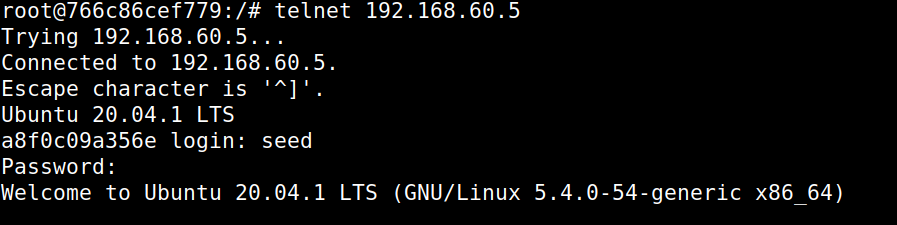 root@766c86cef779:/# telnet 192.168.60.5
Trying 192.168.60.5...
Connected to 192.168.60.5.
Escape character is '^]'.
Ubuntu 20.04.1 LTS
a8f0c09a356e login: seed
Password:
Welcome to Ubuntu 20.04.1 LTS (GNU/Linux 5.4.0-54-generic x86_64)